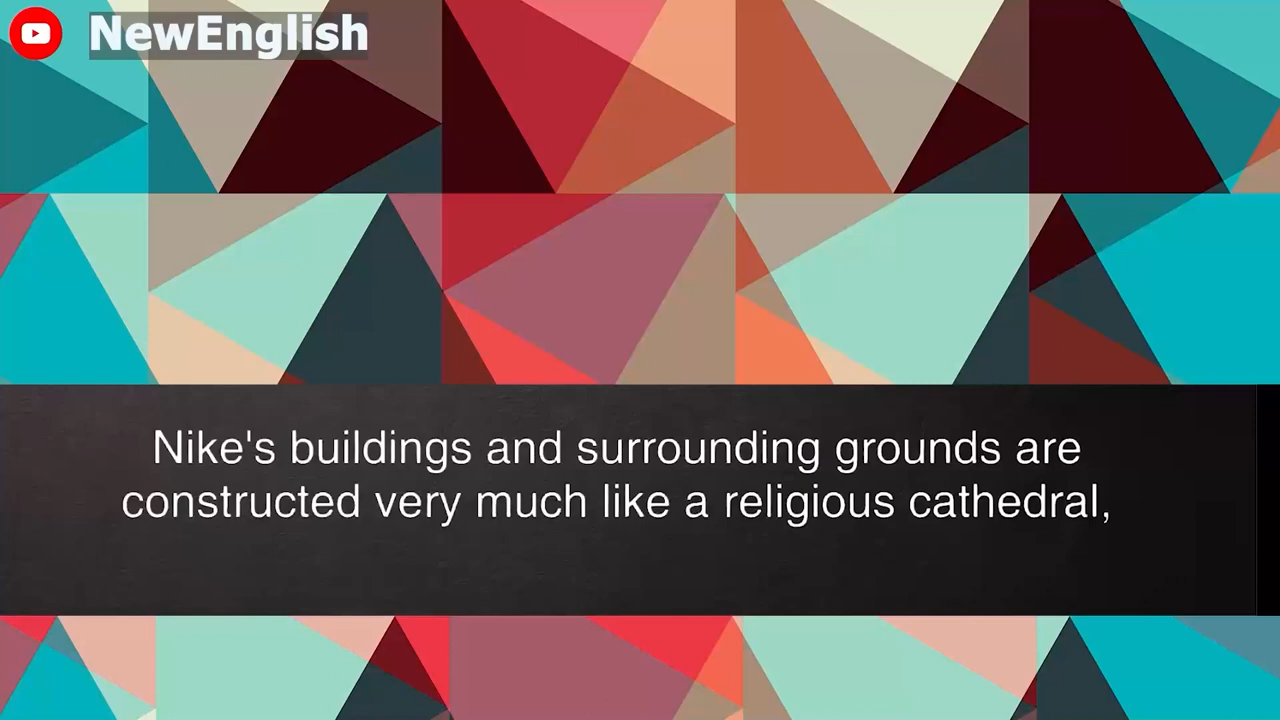 NewEnglish
Nike's buildings and surrounding grounds are
constructed very much like a religious cathedral,